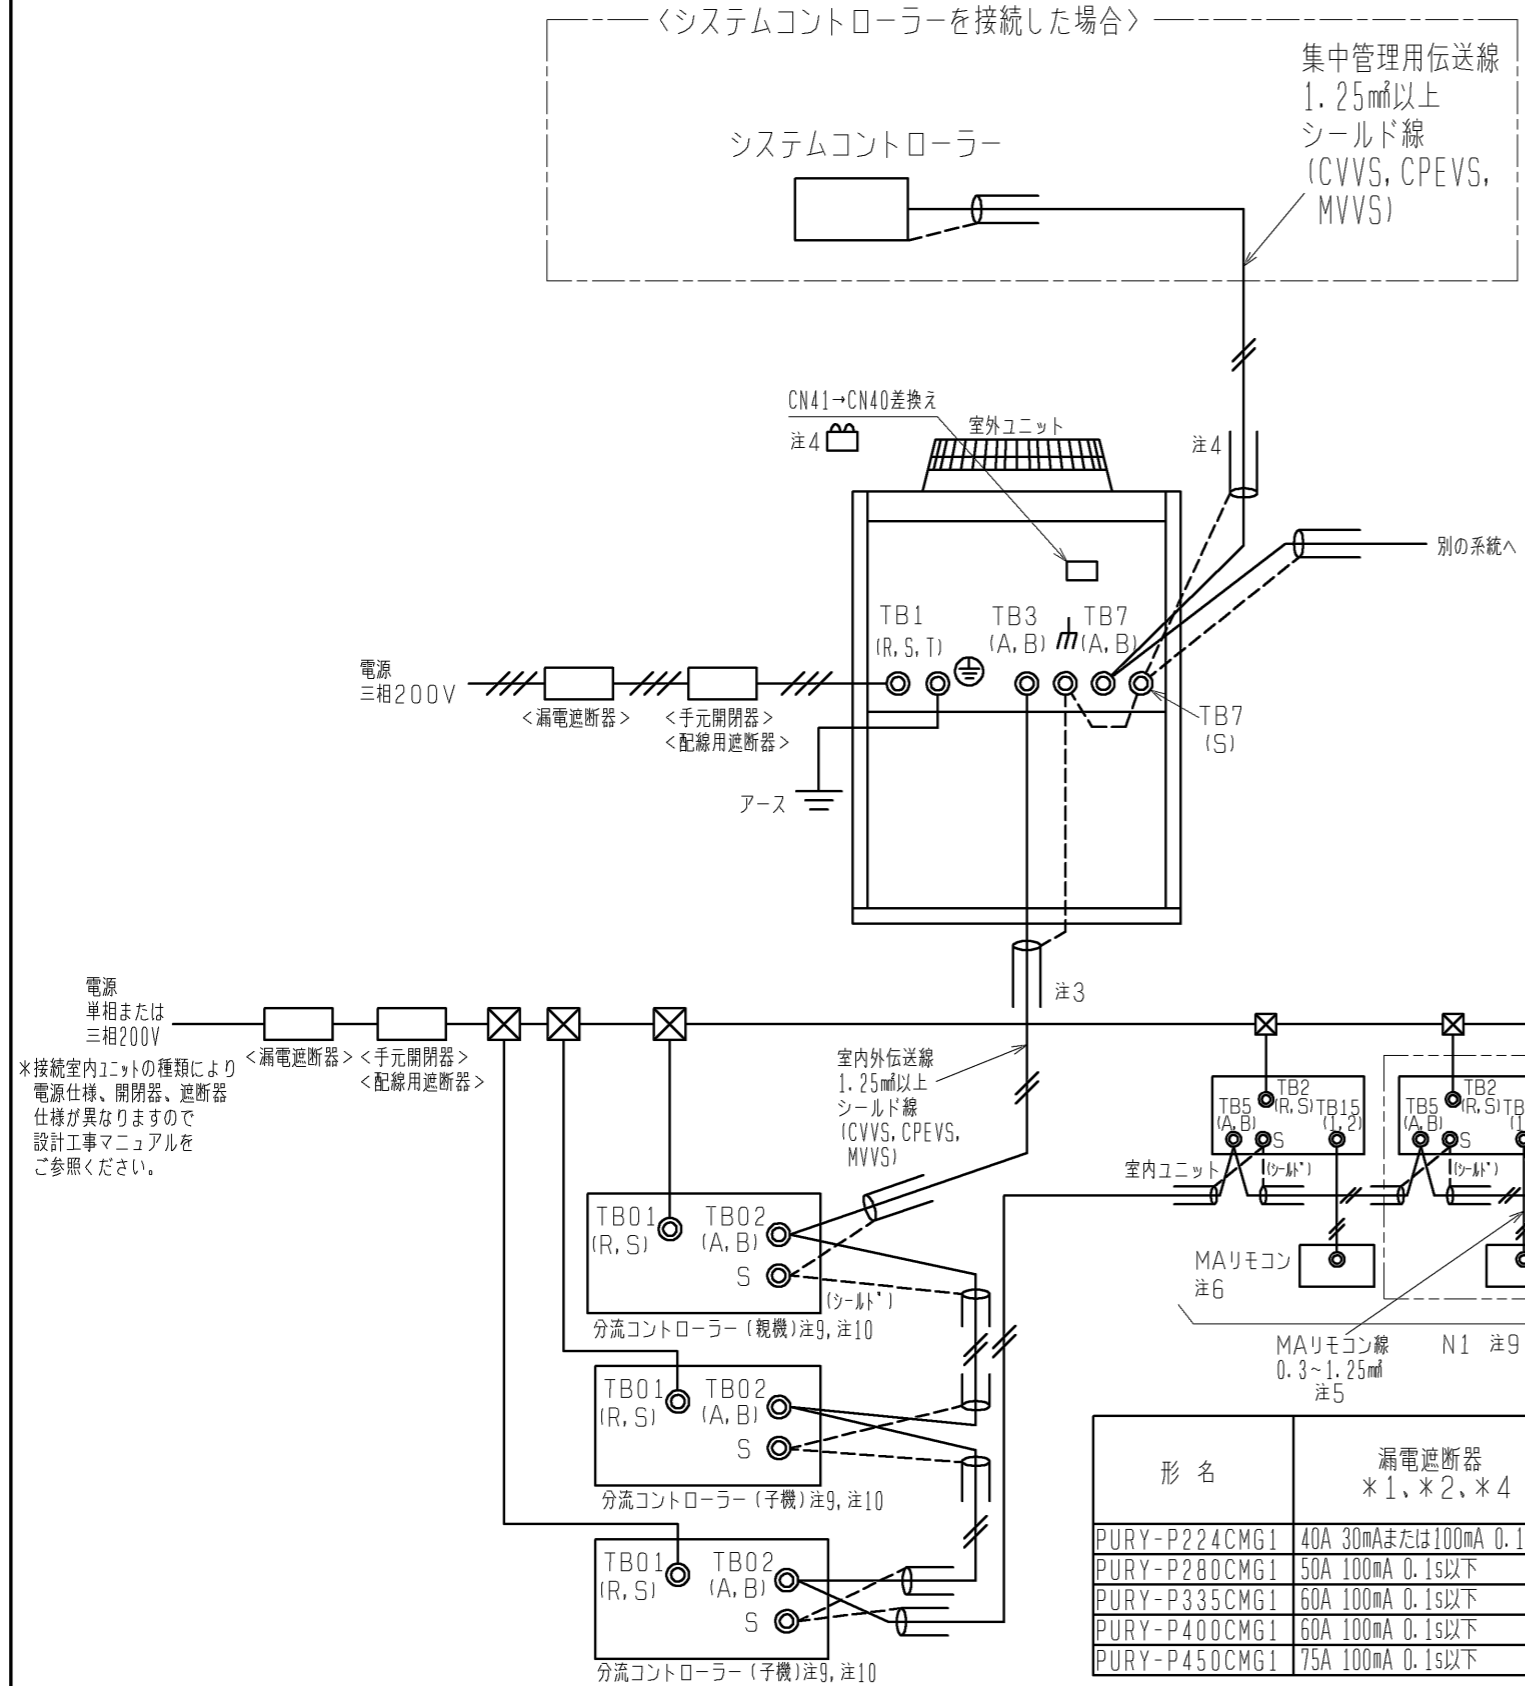 〈システムコントローラーを接続した場合〉
集中管理用伝送線
1.25㎟以上
シールド線
(CVVS,CPEVS,
MVVS)
システムコントローラー
CN41→CN40差換え
注4
室外ユニット
注4
別の系統へ
TB1
(R,S,T)
TB3
(A,B)
TB7
(A,B)
TB7
(S)
電源
三相200V
<漏電遮断器>
<手元開閉器>
<配線用遮断器>
アース
注3
電源
単相または
三相200V
<漏電遮断器>
<手元開閉器>
<配線用遮断器>
*接続室内ユニットの種類により
電源仕様、開閉器、遮断器
仕様が異なりますので
設計工事マニュアルを
ご参照ください。
室内外伝送線
1.25㎟以上
シールド線
(CVVS,CPEVS,
MVVS)
TB2
(R,S)
TB5
(A,B)
TB15
(1,2)
S
(シールド)
室内ユニット
TB2
(R,S)
TB5
(A,B)
TB
(1
S
(シールド)
MAリモコン
注6
MAリモコン線
0.3~1.25㎟
注5
N1 注9
TB01
(R,S)
TB02
(A,B)
S
(シールド)
分流コントローラー(親機)注9,注10
TB01
(R,S)
TB02
(A,B)
S
分流コントローラー(子機)注9,注10
TB01
(R,S)
TB02
(A,B)
S
分流コントローラー(子機)注9,注10
形 名
漏電遮断器
*1、*2、*4
PURY-P224CMG1 40A 30mAまたは100mA 0.1
PURY-P280CMG1 50A 100mA 0.1s以下
PURY-P335CMG1 60A 100mA 0.1s以下
PURY-P400CMG1 60A 100mA 0.1s以下
PURY-P450CMG1 75A 100mA 0.1s以下